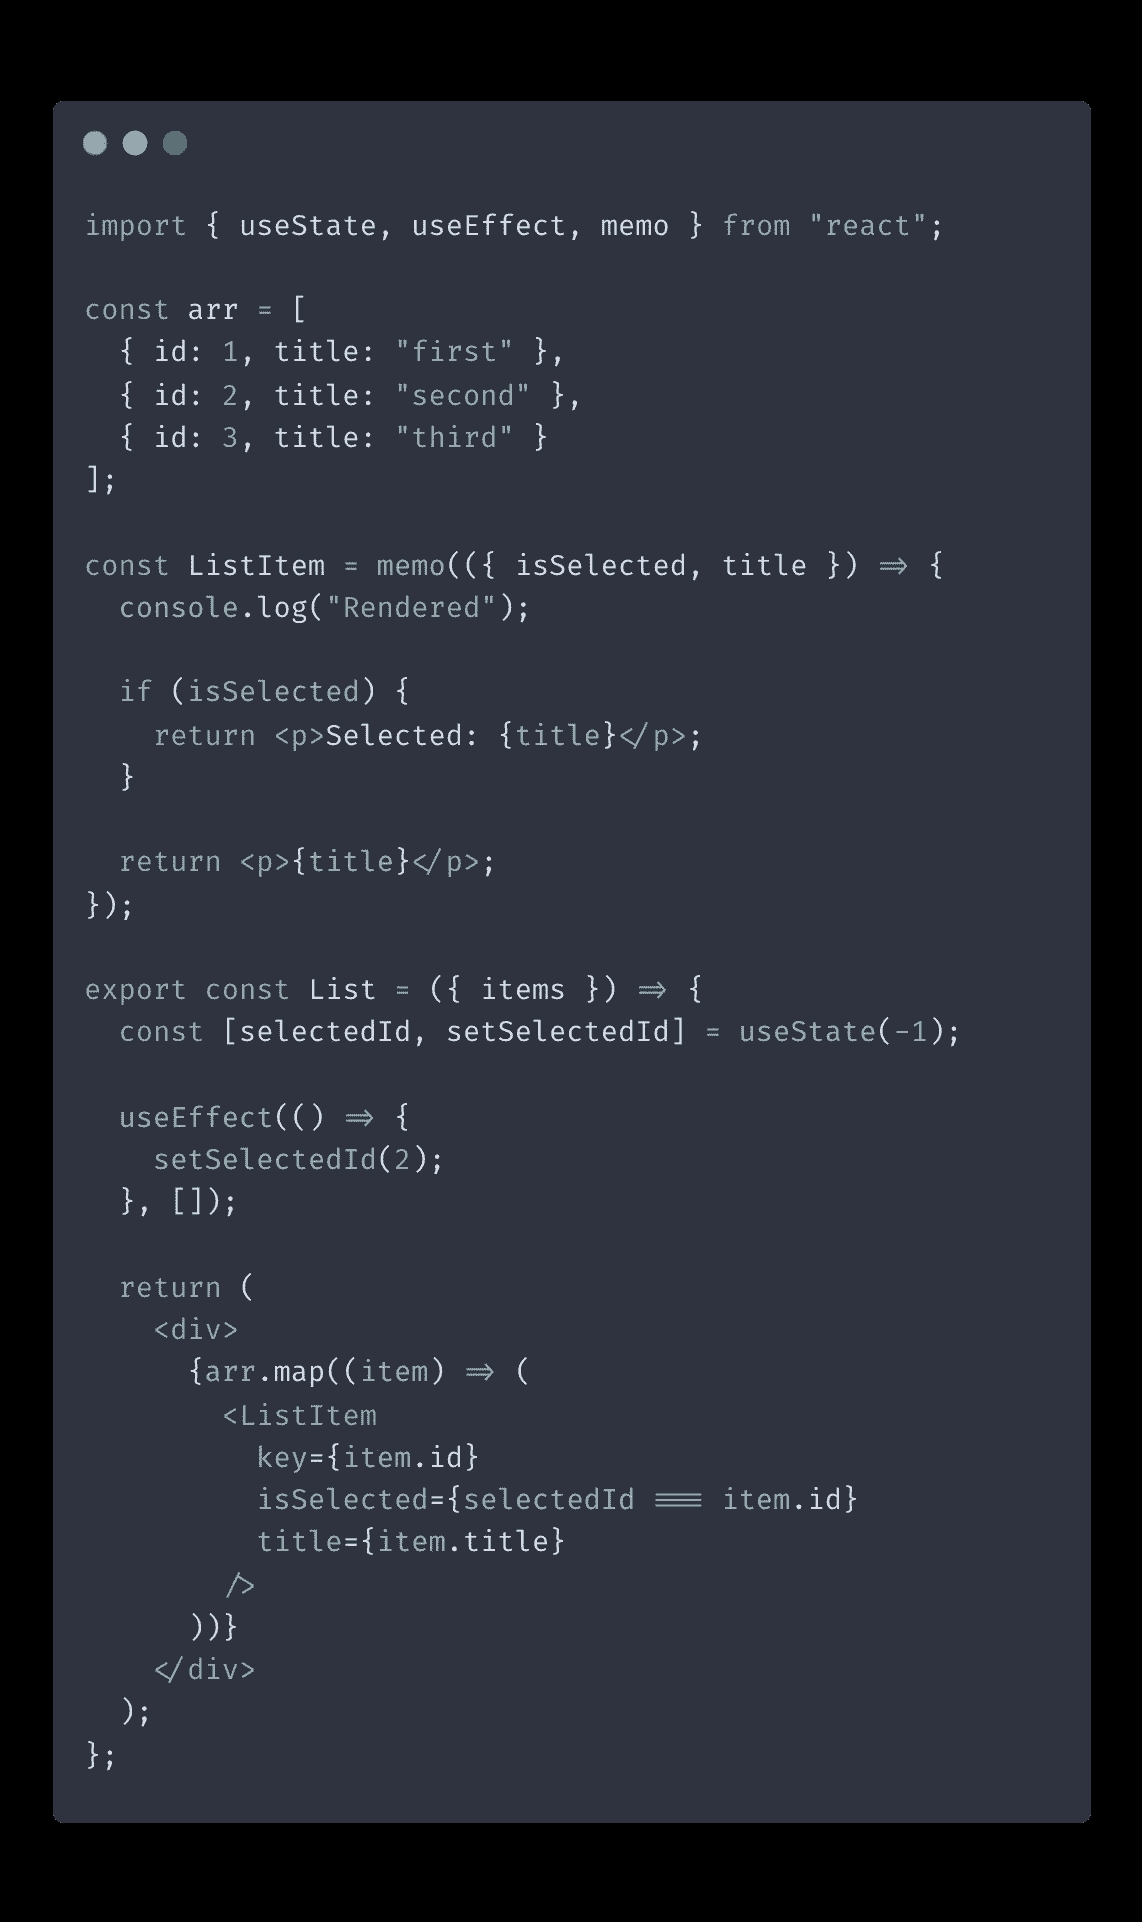 import { useState, useEffect, memo } from "react";
const arr = [
  { id: 1, title: "first" },
  { id: 2, title: "second" },
  { id: 3, title: "third" }
];
const ListItem = memo(({ isSelected, title }) => {
  console.log("Rendered");
  if (isSelected) {
    return <p>Selected: {title}</p>;
  }
  return <p>{title}</p>;
});
export const List = ({ items }) => {
  const [selectedId, setSelectedId] = useState(-1);
  useEffect(() => {
    setSelectedId(2);
  }, []);
  return (
    <div>
      {arr.map((item) => (
        <ListItem
          key={item.id}
          isSelected={selectedId === item.id}
          title={item.title}
        />
      ))}
    </div>
  );
};